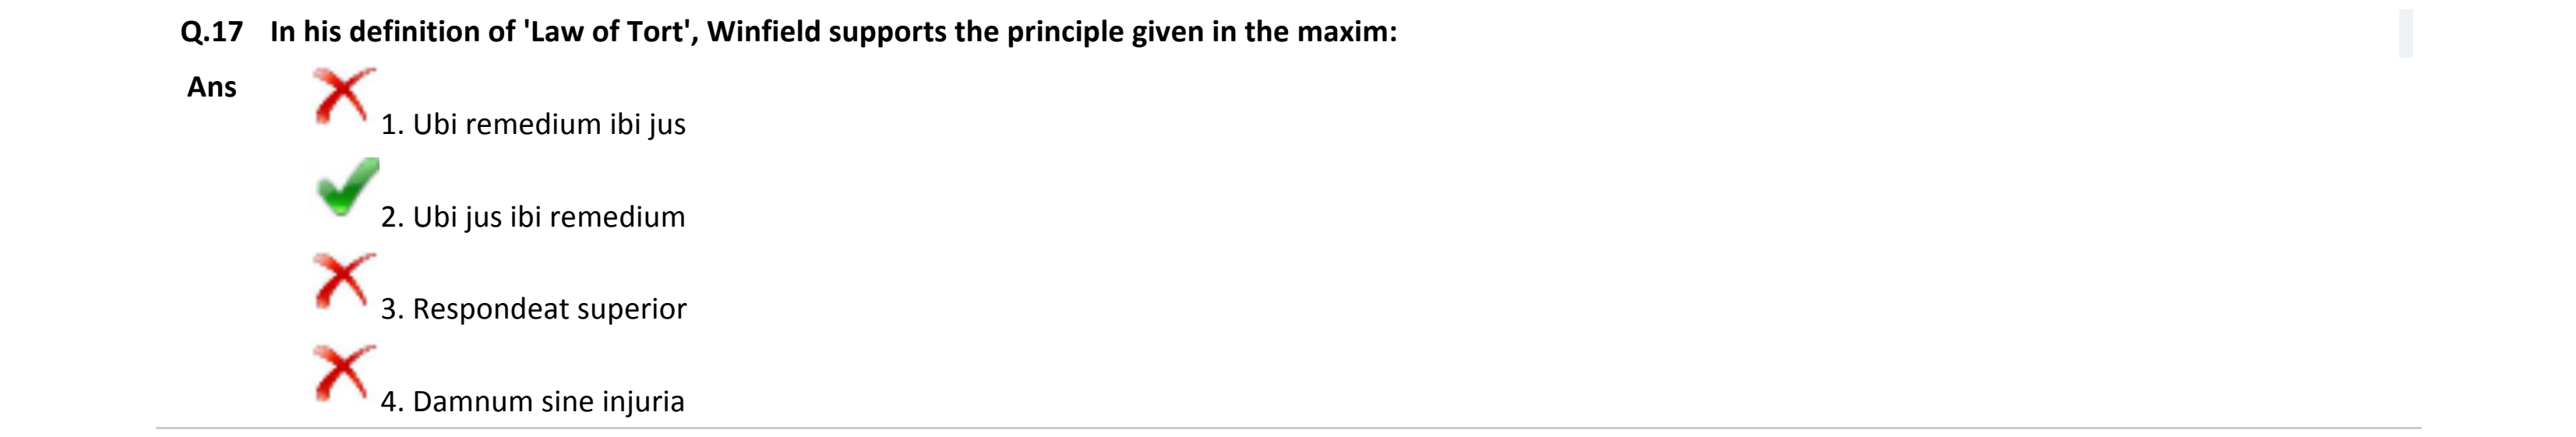 Q.17 In his definition of 'Law of Tort', Winfield supports the principle given in the maxim:
Ans
1. Ubi remedium ibi jus
2. Ubi jus ibi remedium
3. Respondeat superior
4. Damnum sine injuria